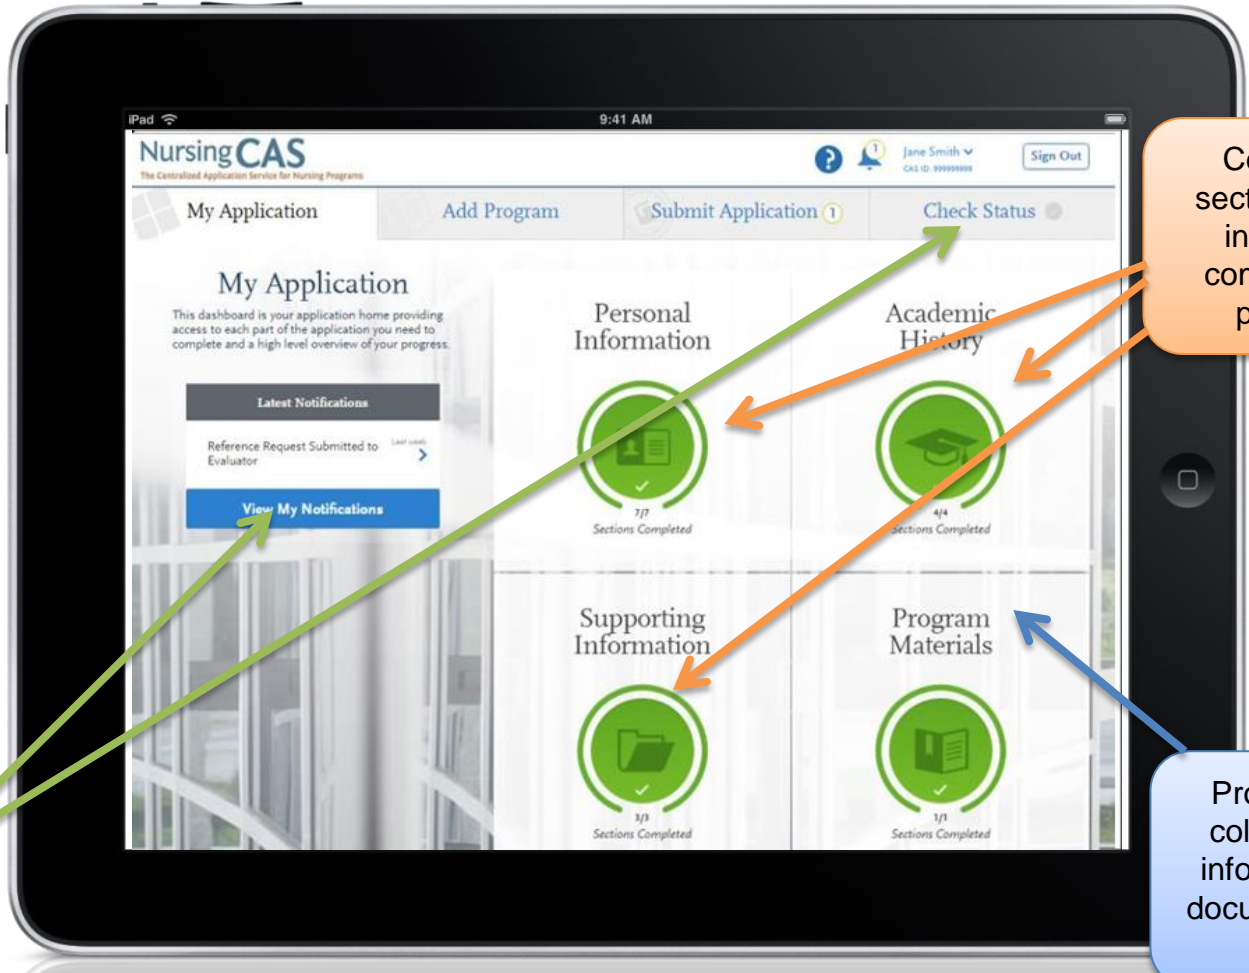 iPad
9:41 AM
NursingCAS
The Centralized Application Service for Nursing Programs
? 1 Jane Smith
CAS ID: 999999999
Sign Out
My Application
Add Program
Submit Application 1
Check Status
My Application
This dashboard is your application home providing
access to each part of the application you need to
complete and a high level overview of your progress.
Latest Notifications
Reference Request Submitted to
Evaluator
Last week
View My Notifications
Personal
Information
7/7
Sections Completed
Academic
History
4/4
Sections Completed
Supporting
Information
3/3
Sections Completed
Program
Materials
1/1
Sections Completed
Co
sect
in
con
p
Pro
col
info
docu